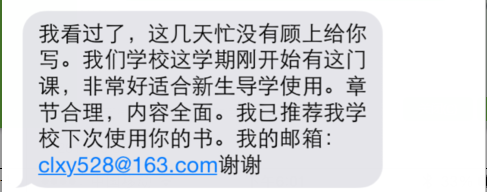 我看过了，这几天忙没有顾上给你
写。我们学校这学期刚开始有这门
课，非常好适合新生导学使用。章
节合理，内容全面。我已推荐我学
校下次使用你的书。我的邮箱：
clxy528@163.com谢谢